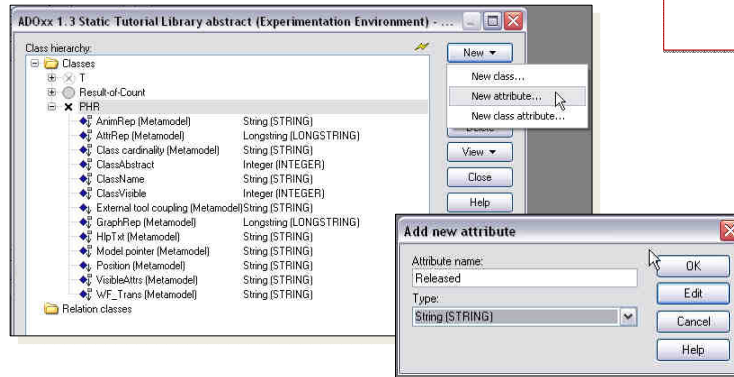 ADOxx 1.3 Static Tutorial Library abstract (Experimentation Environment) - ...
Class hierarchy:
Classes
T
Result-of-Count
PHR
AnimRep (Metamodel) String (STRING)
AttrRep (Metamodel) Longstring (LONGSTRING)
Class cardinality (Metamodel) String (STRING)
ClassAbstract Integer (INTEGER)
ClassName String (STRING)
ClassVisible Integer (INTEGER)
External tool coupling (Metamodel)String (STRING)
GraphRep (Metamodel) Longstring (LONGSTRING)
HlpTxt (Metamodel) String (STRING)
Model pointer (Metamodel) String (STRING)
Position (Metamodel) String (STRING)
VisibleAttrs (Metamodel) String (STRING)
WF_Trans (Metamodel) String (STRING)
Relation classes
New
New class...
New attribute...
New class attribute...
Delete
View
Close
Help
Add new attribute
Attribute name:
Released
Type:
String (STRING)
OK
Edit
Cancel
Help